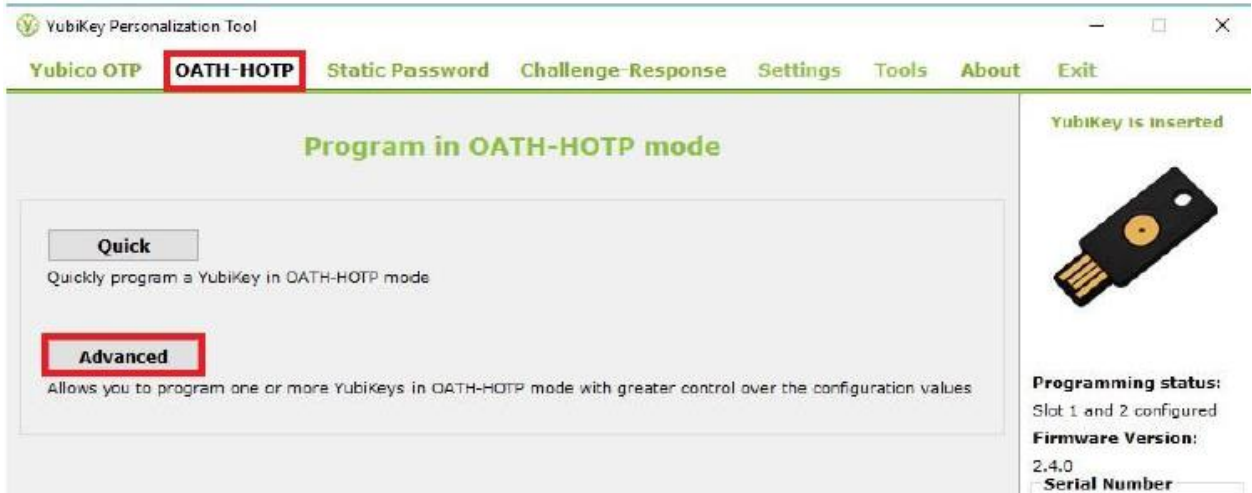 YubiKey Personalization Tool
Yubico OTP OATH-HOTP Static Password Challenge-Response Settings Tools About Exit
Program in OATH-HOTP mode
Quick
Quickly program a YubiKey in OATH-HOTP mode
Advanced
Allows you to program one or more YubiKeys in OATH-HOTP mode with greater control over the configuration values
YubiKey is inserted
Programming status:
Slot 1 and 2 configured
Firmware Version:
2.4.0
Serial Number